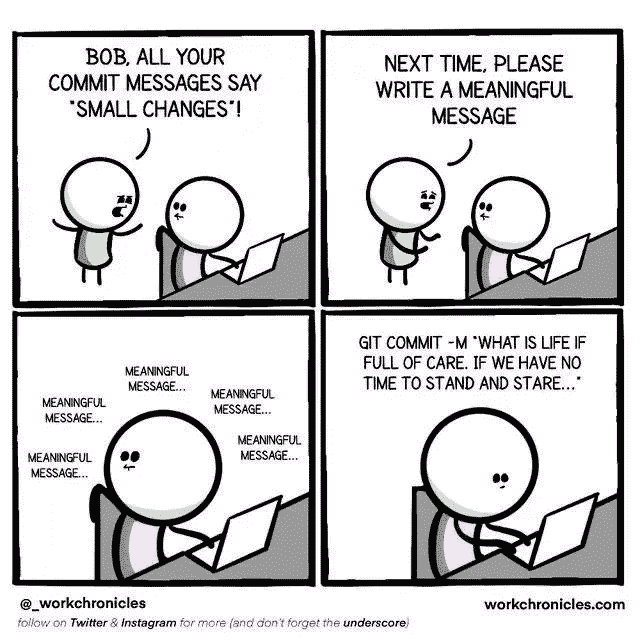 BOB, ALL YOUR
COMMIT MESSAGES SAY
"SMALL CHANGES"!
NEXT TIME, PLEASE
WRITE A MEANINGFUL
MESSAGE
MEANINGFUL
MESSAGE...
MEANINGFUL
MESSAGE...
MEANINGFUL
MESSAGE...
MEANINGFUL
MESSAGE...
MEANINGFUL
MESSAGE...
GIT COMMIT -M "WHAT IS LIFE IF
FULL OF CARE. IF WE HAVE NO
TIME TO STAND AND STARE..."
@_workchronicles
workchronicles.com
follow on Twitter & Instagram for more (and don't forget the underscore)